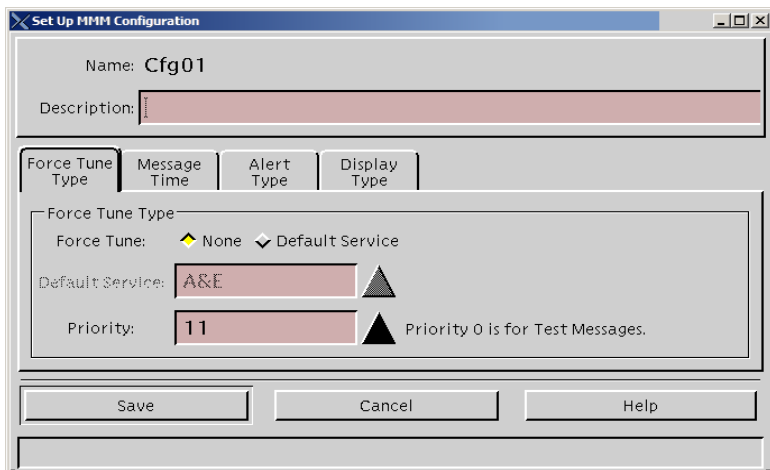 Set Up MMM Configuration
Name: Cfg01
Description:
Force Tune Type
Message Time
Alert Type
Display Type
Force Tune Type
Force Tune: None Default Service
Default Service: A&E
Priority: 11 Priority 0 is for Test Messages.
Save Cancel Help